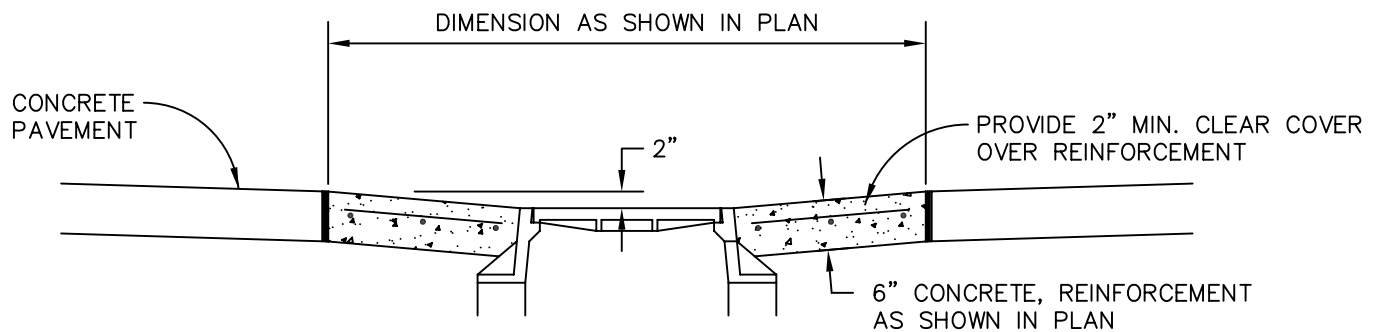 DIMENSION AS SHOWN IN PLAN
CONCRETE
PAVEMENT
2”
PROVIDE 2” MIN. CLEAR COVER
OVER REINFORCEMENT
6” CONCRETE, REINFORCEMENT
AS SHOWN IN PLAN